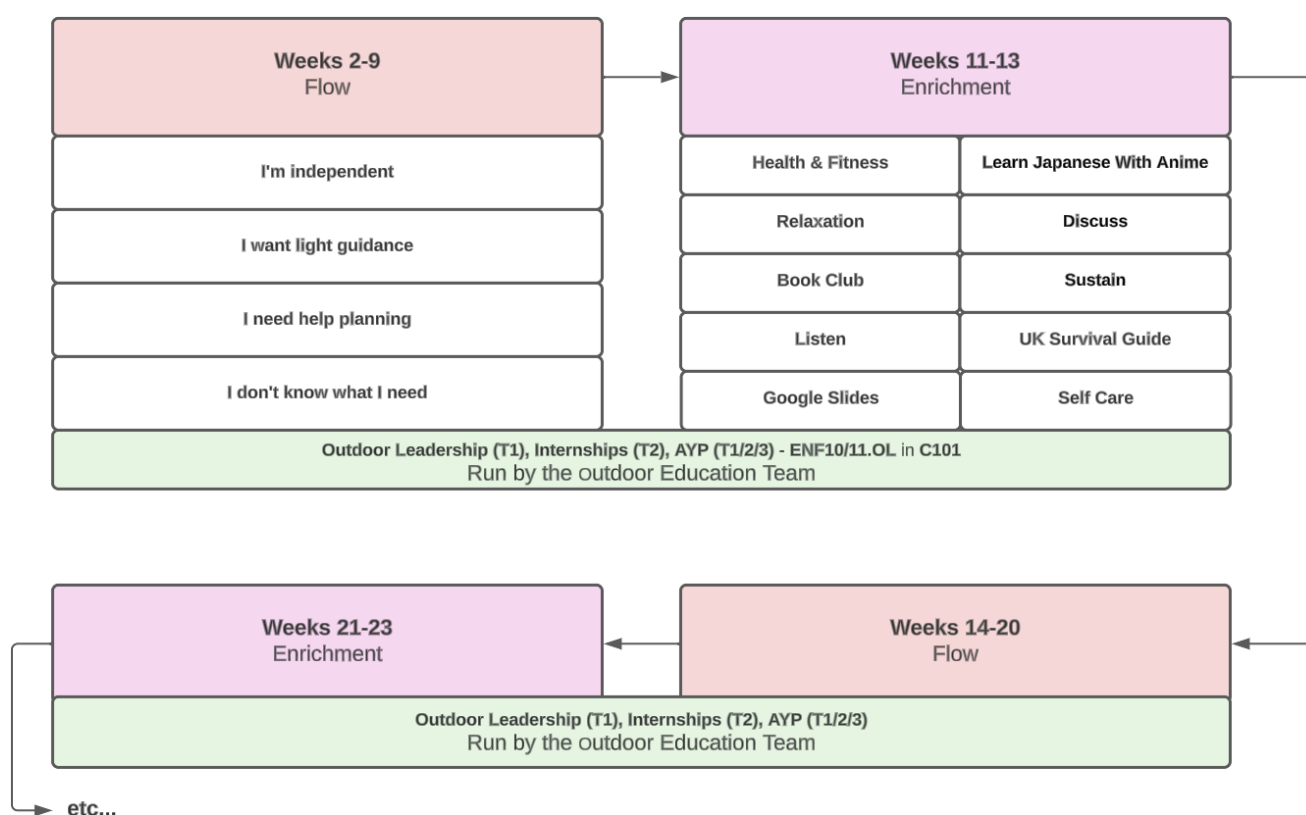 Weeks 2-9
Flow
I'm independent
I want light guidance
I need help planning
I don't know what I need
Weeks 11-13
Enrichment
Health & Fitness
Learn Japanese With Anime
Relaxation
Discuss
Book Club
Sustain
Listen
UK Survival Guide
Google Slides
Self Care
Outdoor Leadership (T1), Internships (T2), AYP (T1/2/3) - ENF10/11.OL in C101
Run by the Outdoor Education Team
Weeks 14-20
Flow
Weeks 21-23
Enrichment
Outdoor Leadership (T1), Internships (T2), AYP (T1/2/3)
Run by the Outdoor Education Team
etc...